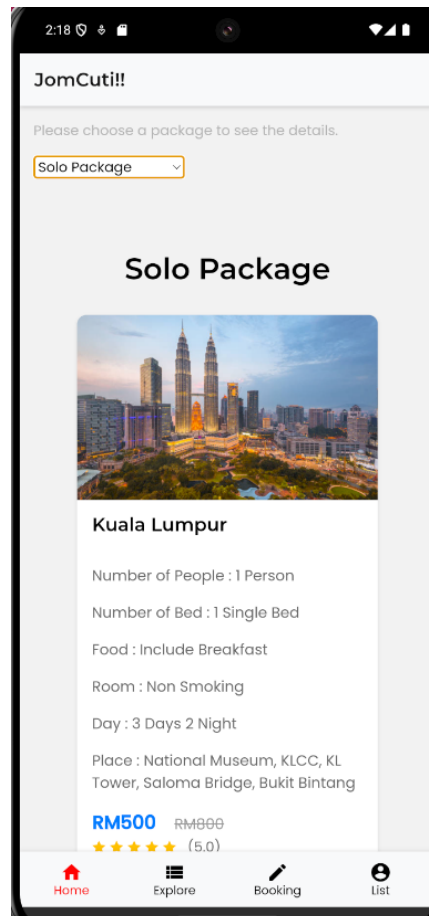 2:18
JomCuti!!
Please choose a package to see the details.
Solo Package
Solo Package
Kuala Lumpur
Number of People : 1 Person
Number of Bed : 1 Single Bed
Food : Include Breakfast
Room : Non Smoking
Day : 3 Days 2 Night
Place : National Museum, KLCC, KL
Tower, Saloma Bridge, Bukit Bintang
RM500 RM800
(5.0)
Home Explore Booking List